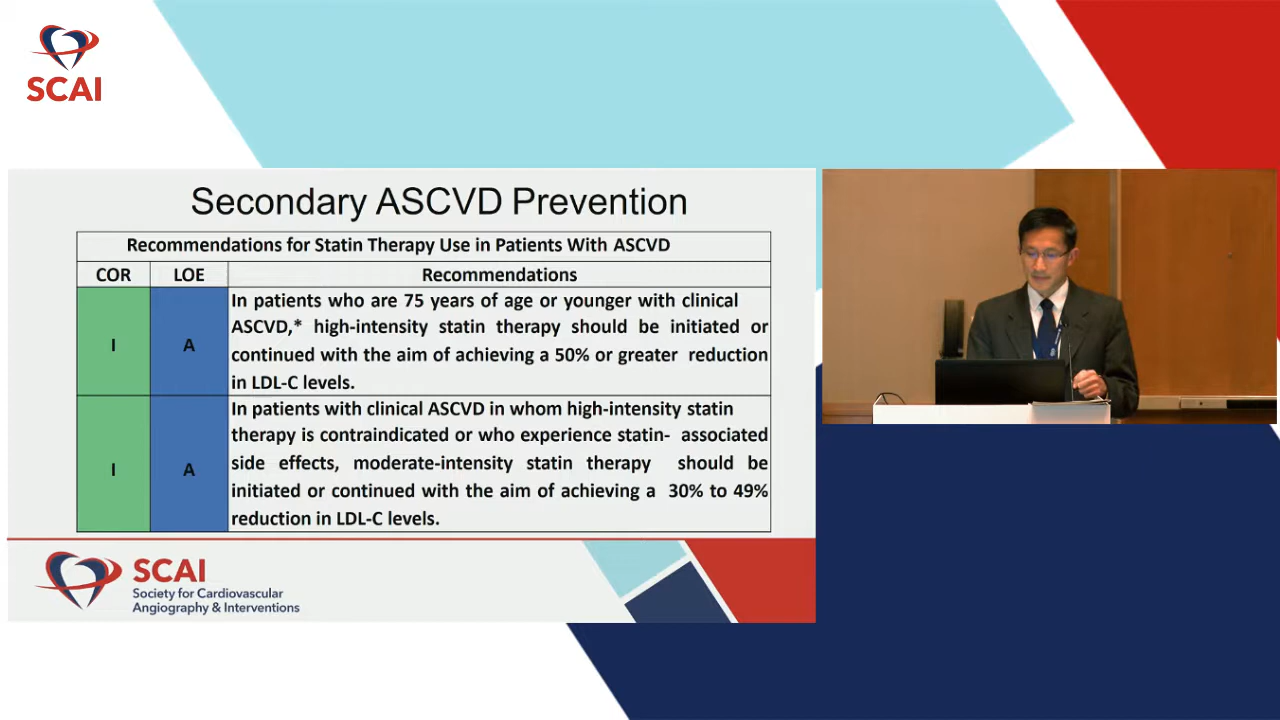 SCAI
Secondary ASCVD Prevention
Recommendations for Statin Therapy Use in Patients With ASCVD
COR LOE Recommendations
I A
In patients who are 75 years of age or younger with clinical
ASCVD,* high-intensity statin therapy should be initiated or
continued with the aim of achieving a 50% or greater reduction
in LDL-C levels.
I A
In patients with clinical ASCVD in whom high-intensity statin
therapy is contraindicated or who experience statin- associated
side effects, moderate-intensity statin therapy should be
initiated or continued with the aim of achieving a 30% to 49%
reduction in LDL-C levels.
SCAI
Society for Cardiovascular
Angiography & Interventions